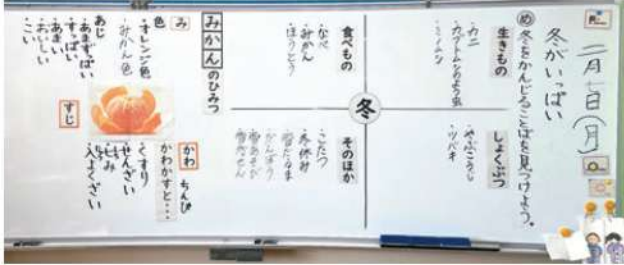 二月七日(月)
冬がいっぱい
め 冬をかんじることばを見つけよう。
冬
生きもの
・カニ
・カブトムシのよう虫
・ミノムシ
しょくぶつ
・やぶこうじ
・ツバキ
食べもの
・なべ
・みかん
・ほうとう
そのほか
・こたつ
・冬休み
・雪だるま
・かんぼう
・雪あそび
・雪がっせん
みかんのひみつ
み
色
・オレンジ色
・みかん色
あじ
・あまずっぱい
・すっぱい
・あまい
・おいしい
・こい
すじ
かわ
ちんぴ
かわかすと・・・
くすり
せんざい
しちみ
入よくざい